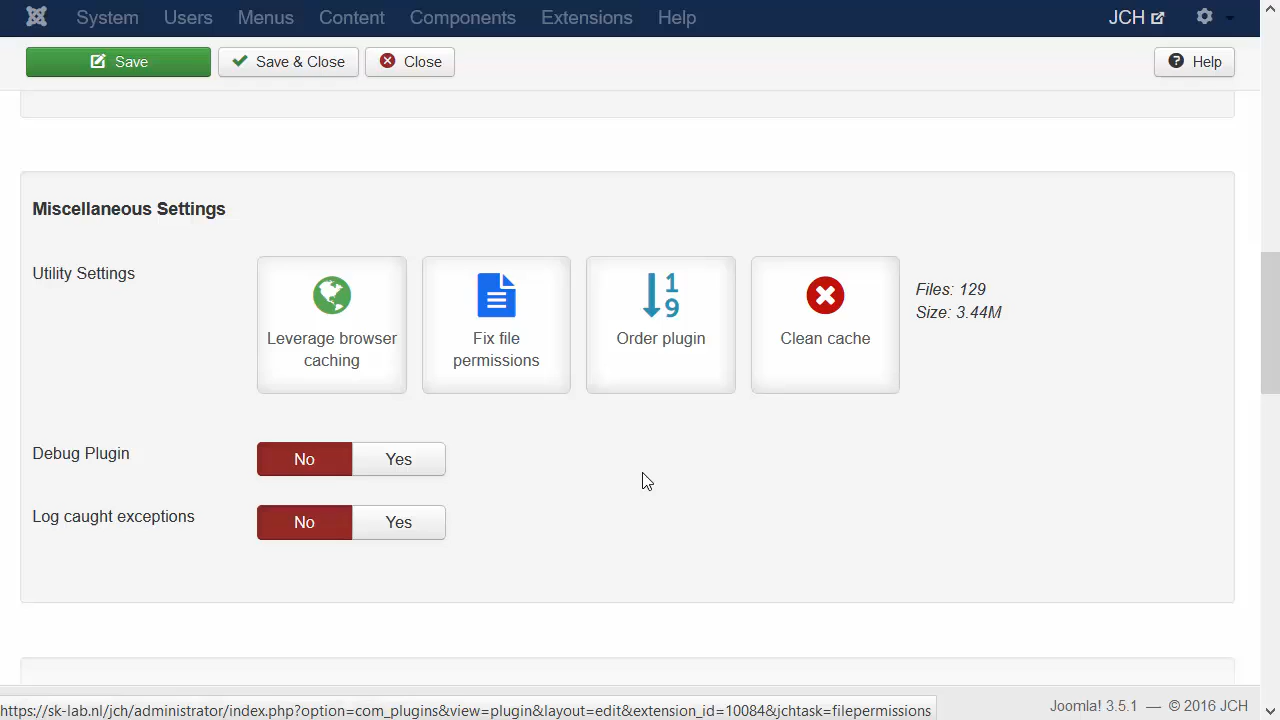 System Users Menus Content Components Extensions Help JCH
Save Save & Close Close Help
Miscellaneous Settings
Utility Settings
Leverage browser
caching
Fix file
permissions
1
9
Order plugin
Clean cache
Files: 129
Size: 3.44M
Debug Plugin No Yes
Log caught exceptions No Yes
https://sk-lab.nl/jch/administrator/index.php?option=com_plugins&view=plugin&layout=edit&extension_id=10084&jchtask=filepermissions
Joomla! 3.5.1 — © 2016 JCH